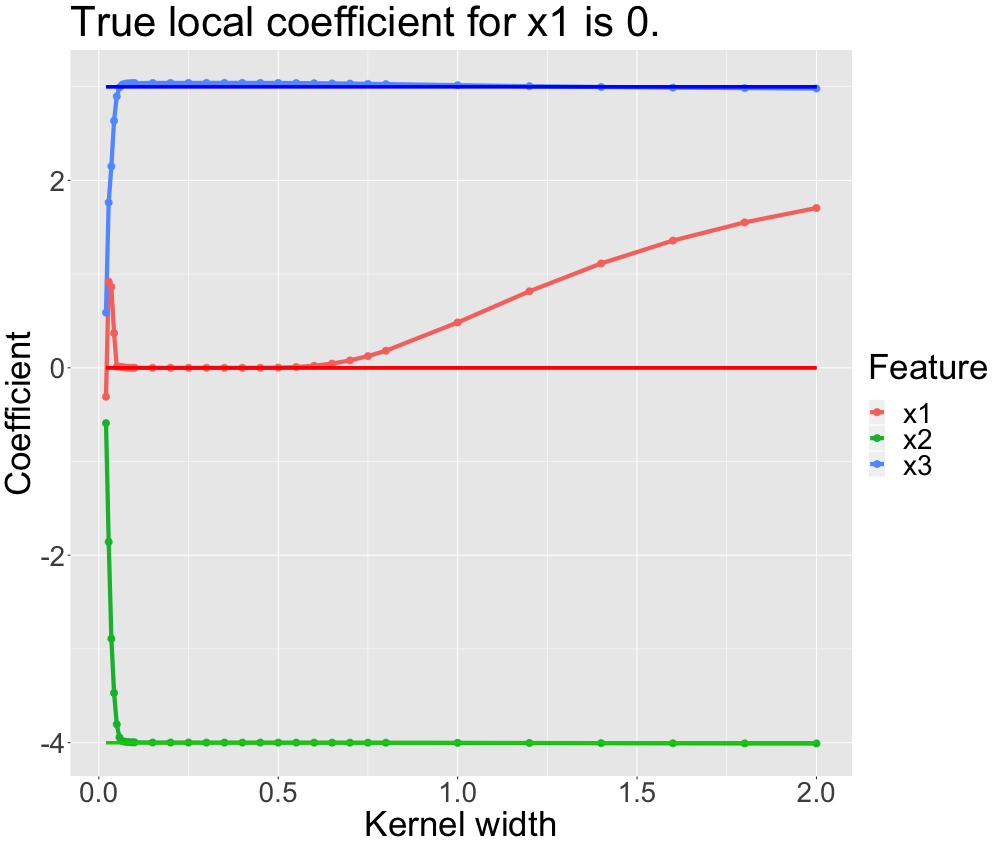 True local coefficient for x1 is 0.
Coefficient
2
0
-2
-4
0.0 0.5 1.0 1.5 2.0
Kernel width
Feature
x1
x2
x3